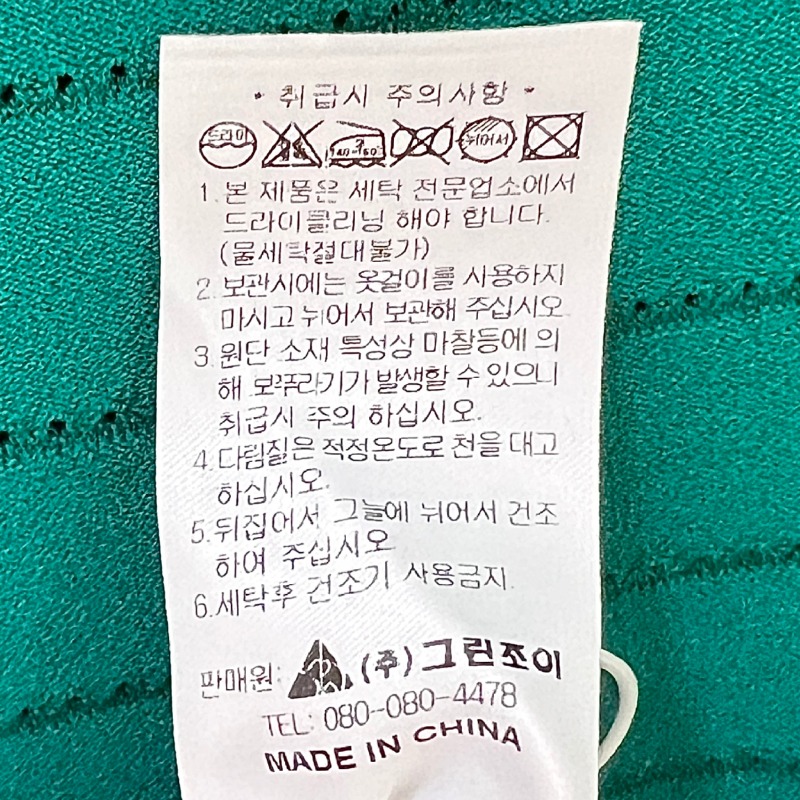 * 취급시 주의사항 *
드라이 뉘어서
1. 본 제품은 세탁 전문업소에서
드라이클리닝 해야 합니다.
(물세탁절대불가)
2. 보관시에는 옷걸이를 사용하지
마시고 뉘어서 보관해 주십시오
3. 원단 소재 특성상 마찰등에 의
해 보푸라기가 발생할 수 있으니
취급시 주의 하십시오.
4. 다림질은 적정온도로 천을 대고
하십시오.
5. 뒤집어서 그늘에 뉘어서 건조
하여 주십시오
6. 세탁후 건조기 사용금지.
판매원: (주)그린조이
TEL: 080-080-4478
MADE IN CHINA